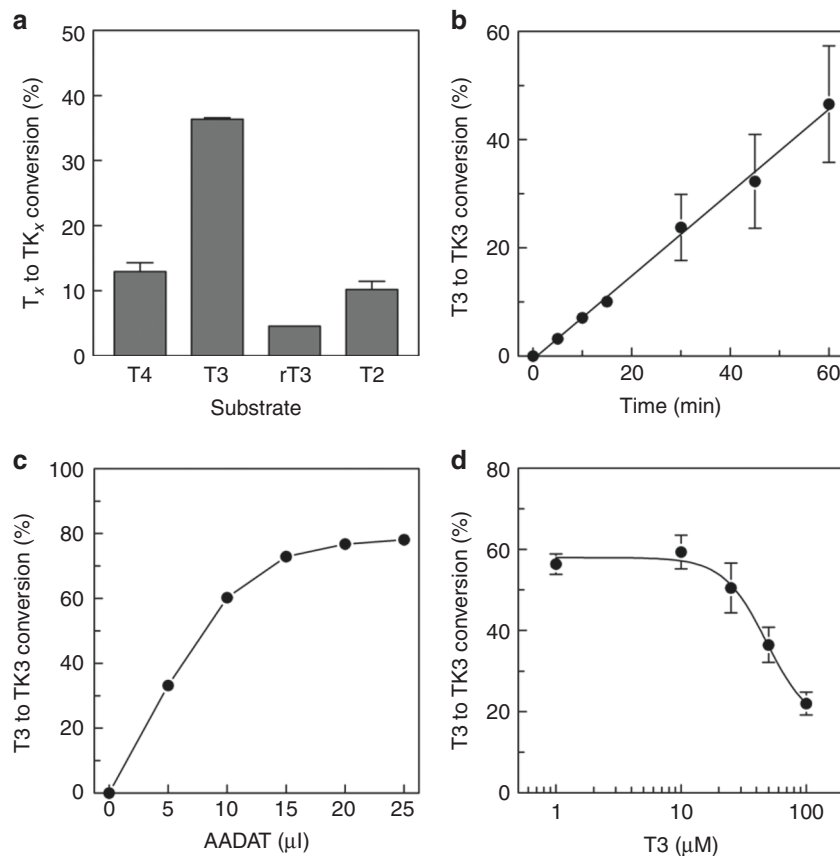 a
50
40
30
20
10
0
Tx to TKx conversion (%)
T4 T3 rT3 T2
Substrate
b
60
40
20
0
T3 to TK3 conversion (%)
0 20 40 60
Time (min)
c
100
80
60
40
20
0
T3 to TK3 conversion (%)
0 5 10 15 20 25
AADAT (μl)
d
80
60
40
20
0
T3 to TK3 conversion (%)
1 10 100
T3 (μM)